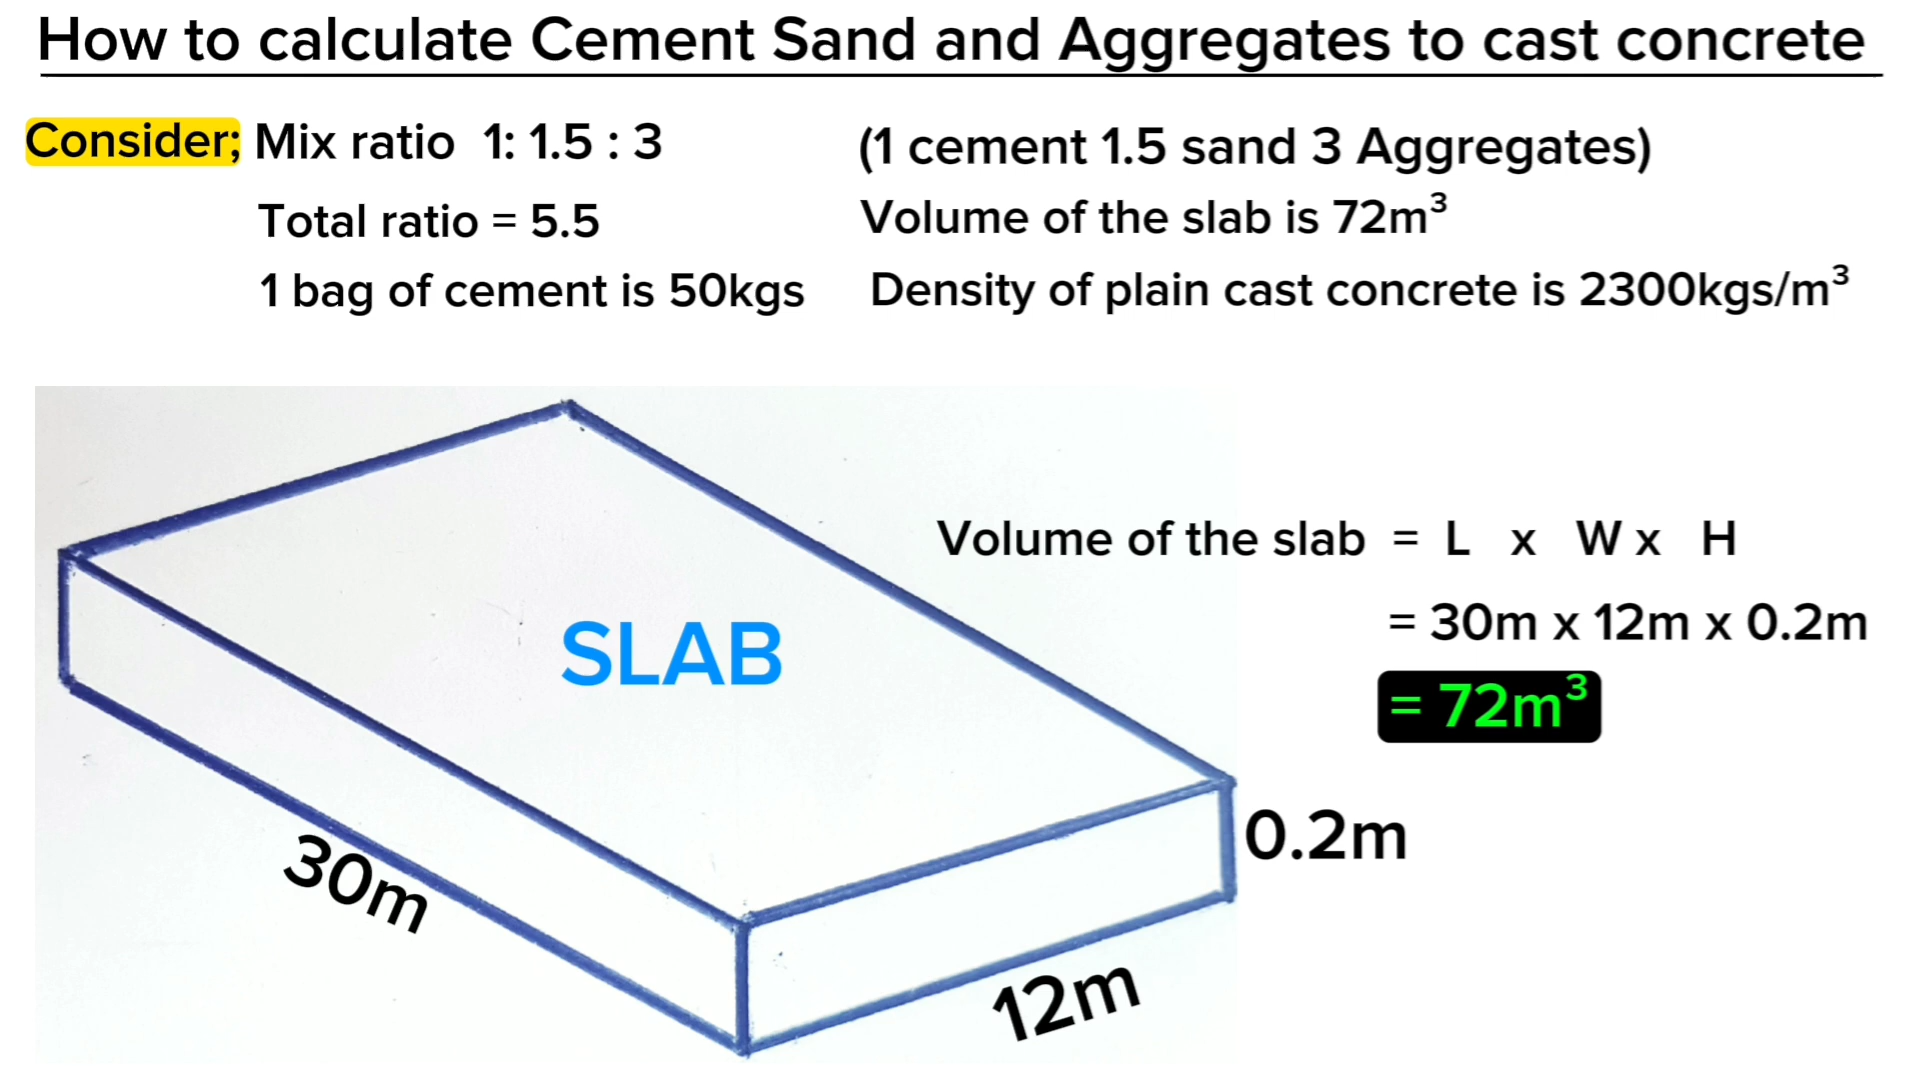 How to calculate Cement Sand and Aggregates to cast concrete
Consider; Mix ratio 1: 1.5 : 3
(1 cement 1.5 sand 3 Aggregates)
Total ratio = 5.5
Volume of the slab is 72m³
1 bag of cement is 50kgs
Density of plain cast concrete is 2300kgs/m³
Volume of the slab = L x W x H
= 30m x 12m x 0.2m
= 72m³
SLAB
0.2m
30m
12m